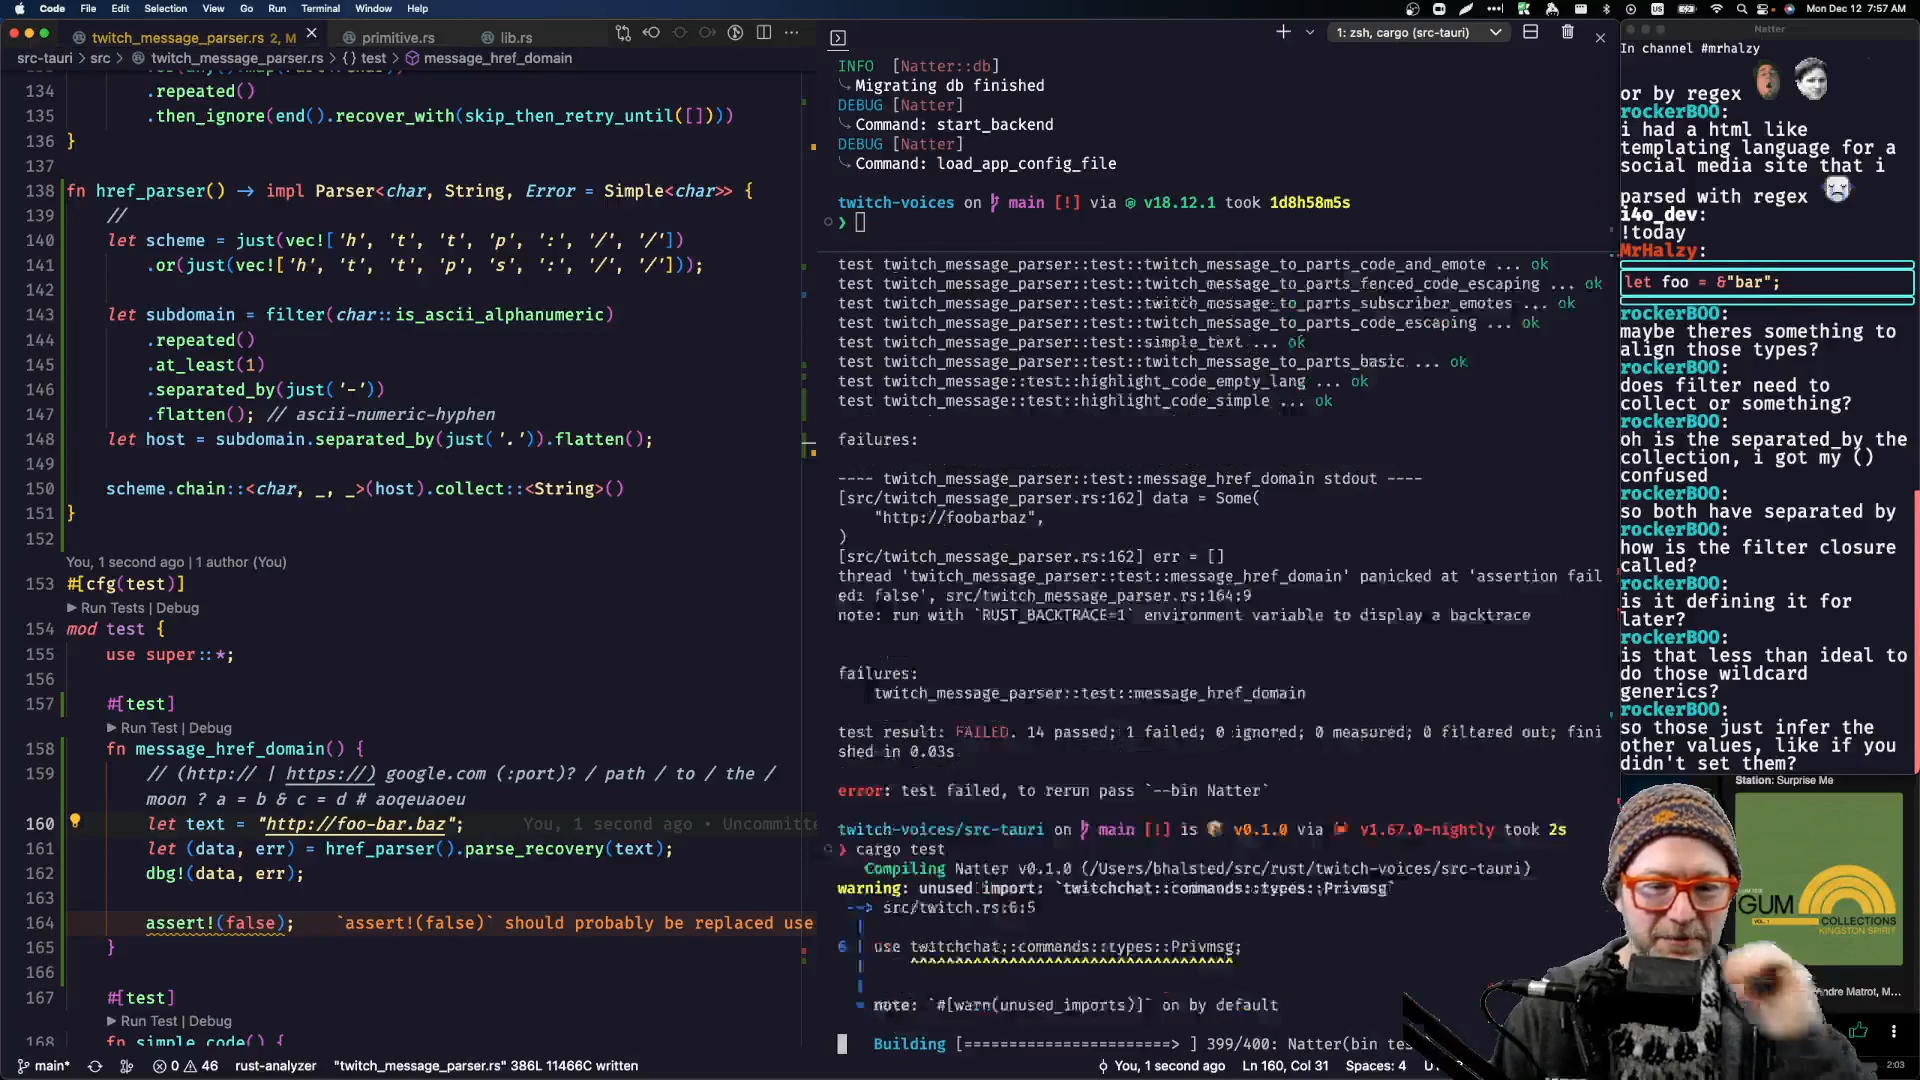 Code File Edit Selection View Go Run Terminal Window Help
Mon Dec 12 7:57 AM
twitch_message_parser.rs 2, M
primitive.rs
lib.rs
src-tauri > src > twitch_message_parser.rs > {} test > message_href_domain
134 .repeated()
135 .then_ignore(end().recover_with(skip_then_retry_until([])))
136 }
137
138 fn href_parser() → impl Parser<char, String, Error = Simple<char>> {
139 //
140 let scheme = just(vec!['h', 't', 't', 'p', ':', '/', '/'])
141 .or(just(vec!['h', 't', 't', 'p', 's', ':', '/', '/']));
142
143 let subdomain = filter(char::is_ascii_alphanumeric)
144 .repeated()
145 .at_least(1)
146 .separated_by(just('-'))
147 .flatten(); // ascii-numeric-hyphen
148 let host = subdomain.separated_by(just('.')).flatten();
149
150 scheme.chain::<char, _, _>(host).collect::<String>()
151 }
152
You, 1 second ago | 1 author (You)
153 #[cfg(test)]
▶ Run Tests | Debug
154 mod test {
155 use super::*;
156
157 #[test]
▶ Run Test | Debug
158 fn message_href_domain() {
159 // (http:// | https://) google.com (:port)? / path / to / the /
moon ? a = b & c = d # aoqeuaoeu
160 let text = "http://foo-bar.baz"; You, 1 second ago • Uncommitte
161 let (data, err) = href_parser().parse_recovery(text);
162 dbg!(data, err);
163
164 assert!(false); `assert!(false)` should probably be replaced use
165 }
166
167 #[test]
▶ Run Test | Debug
168 fn simple_code() {
main* 0 46 rust-analyzer "twitch_message_parser.rs" 386L 11466C written
You, 1 second ago Ln 160, Col 31 Spaces: 4
1: zsh, cargo (src-tauri)
INFO [Natter::db]
Migrating db finished
DEBUG [Natter]
Command: start_backend
DEBUG [Natter]
Command: load_app_config_file
twitch-voices on main [!] via v18.12.1 took 1d8h58m5s
❯
test twitch_message_parser::test::twitch_message_to_parts_code_and_emote ... ok
test twitch_message_parser::test::twitch_message_to_parts_fenced_code_escaping ... ok
test twitch_message_parser::test::twitch_message_to_parts_subscriber_emotes ... ok
test twitch_message_parser::test::twitch_message_to_parts_code_escaping ... ok
test twitch_message_parser::test::simple_text ... ok
test twitch_message_parser::test::twitch_message_to_parts_basic ... ok
test twitch_message::test::highlight_code_empty_lang ... ok
test twitch_message::test::highlight_code_simple ... ok
failures:
---- twitch_message_parser::test::message_href_domain stdout ----
[src/twitch_message_parser.rs:162] data = Some(
"http://foobarbaz",
)
[src/twitch_message_parser.rs:162] err = []
thread 'twitch_message_parser::test::message_href_domain' panicked at 'assertion fail
ed: false', src/twitch_message_parser.rs:164:9
note: run with `RUST_BACKTRACE=1` environment variable to display a backtrace
failures:
twitch_message_parser::test::message_href_domain
test result: FAILED. 14 passed; 1 failed; 0 ignored; 0 measured; 0 filtered out; fini
shed in 0.03s
error: test failed, to rerun pass `--bin Natter`
twitch-voices/src-tauri on main [!] is v0.1.0 via v1.67.0-nightly took 2s
❯ cargo test
Compiling Natter v0.1.0 (/Users/bhalsted/src/rust/twitch-voices/src-tauri)
warning: unused import: `twitchchat::commands::types::Privmsg`
--> src/twitch.rs:6:5
|
6 | use twitchchat::commands::types::Privmsg;
| ^^^^^^^^^^^^^^^^^^^^^^^^^^^^^^^^^^^^
|
= note: `#[warn(unused_imports)]` on by default
Building [=======================> ] 399/400: Natter(bin tes
Natter
In channel #mrhalzy
or by regex
rockerBOO:
i had a html like
templating language for a
social media site that i
parsed with regex
i4o_dev:
!today
MrHalzy:
let foo = &"bar";
rockerBOO:
maybe theres something to
align those types?
rockerBOO:
does filter need to
collect or something?
rockerBOO:
oh is the separated_by the
collection, i got my ()
confused
rockerBOO:
so both have separated by
rockerBOO:
how is the filter closure
called?
rockerBOO:
is it defining it for
later?
rockerBOO:
is that less than ideal to
do those wildcard
generics?
rockerBOO:
so those just infer the
other values, like if you
didn't set them?
Station: Surprise Me
GUM
COLLECTIONS
KINGSTON SPIRIT
ndre Matrot, M...
2:03